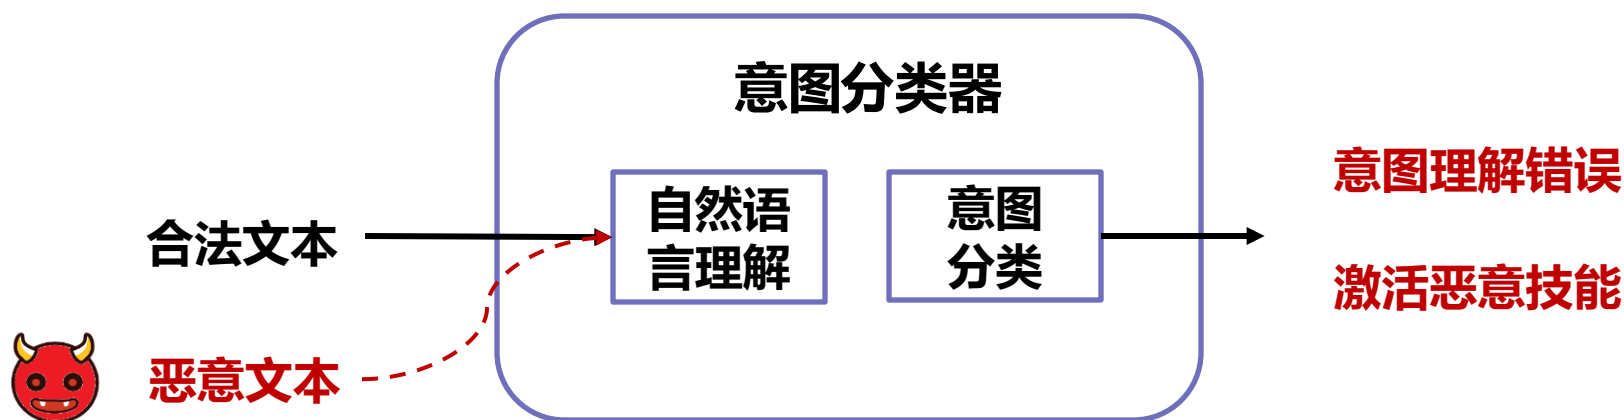 意图分类器
合法文本
恶意文本
自然语
言理解
意图
分类
意图理解错误
激活恶意技能